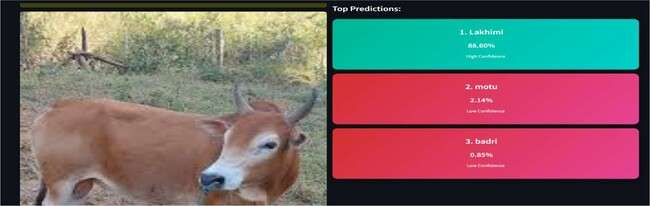 Top Predictions:
1. Lakhimi
86.60%
High Confidence
2. motu
2.14%
Low Confidence
3. badri
0.85%
Low Confidence